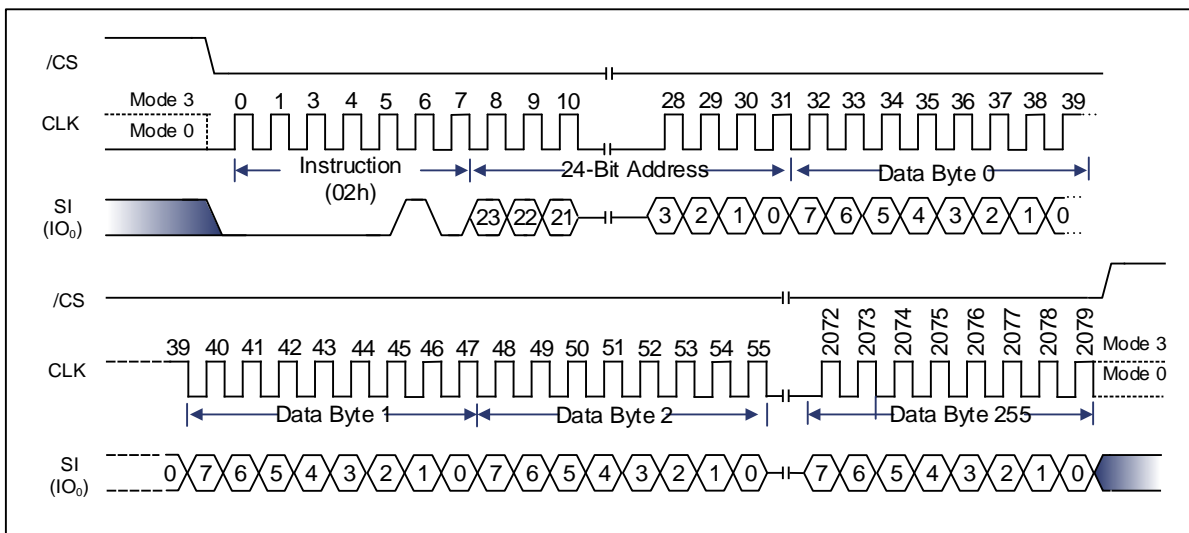 /CS
Mode 3 0 1 3 4 5 6 7 8 9 10 28 29 30 31 32 33 34 35 36 37 38 39
CLK Mode 0
Instruction (02h) 24-Bit Address Data Byte 0
SI (IO0) 23 22 21 3 2 1 0 7 6 5 4 3 2 1 0
/CS
39 40 41 42 43 44 45 46 47 48 49 50 51 52 53 54 55 2072 2073 2074 2075 2076 2077 2078 2079 Mode 3
CLK Mode 0
Data Byte 1 Data Byte 2 Data Byte 255
SI (IO0) 0 7 6 5 4 3 2 1 0 7 6 5 4 3 2 1 0 7 6 5 4 3 2 1 0